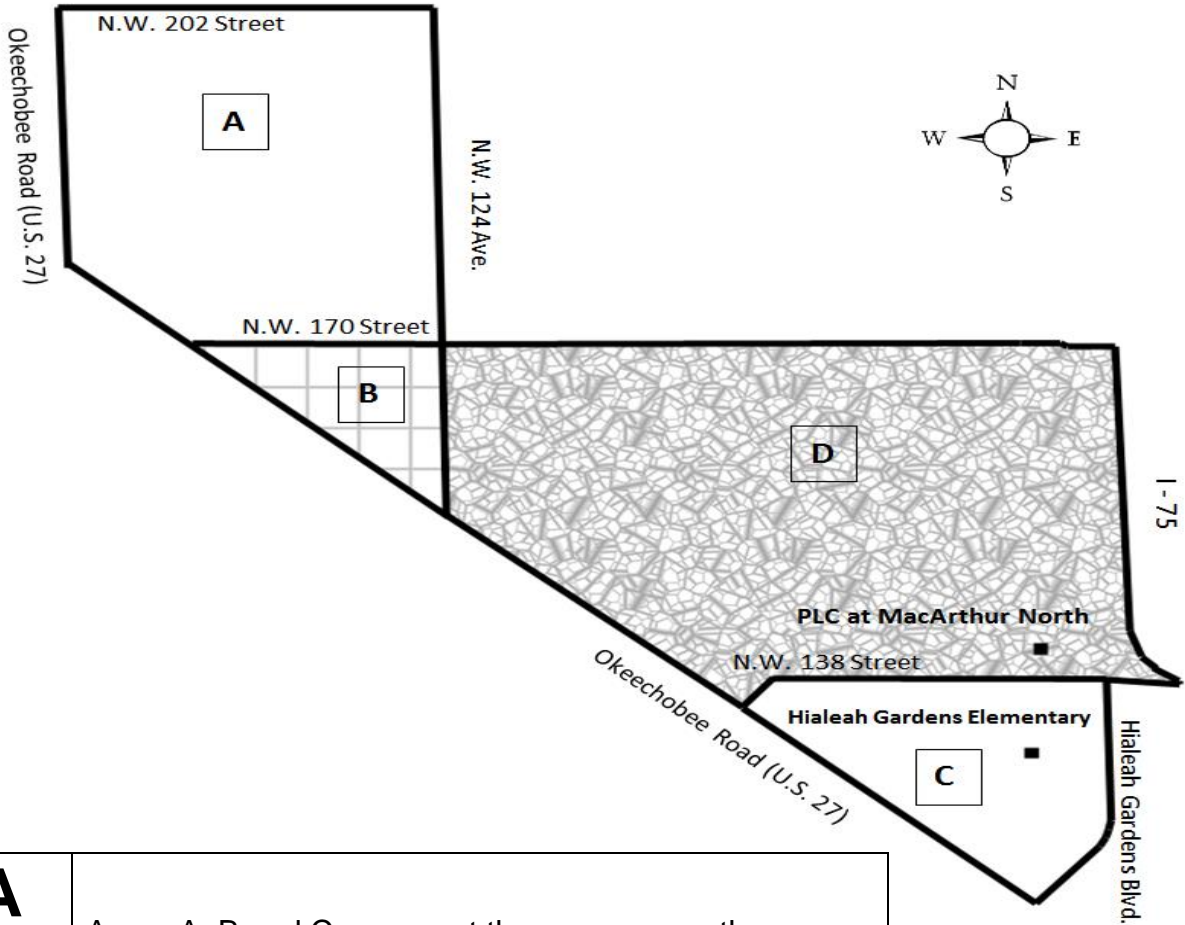 N.W. 202 Street
Okeechobee Road (U.S. 27)
A
N
W E
S
N.W. 124 Ave.
N.W. 170 Street
B
D
I - 75
PLC at MacArthur North
N.W. 138 Street
Okeechobee Road (U.S. 27)
Hialeah Gardens Elementary
C
Hialeah Gardens Blvd.
A